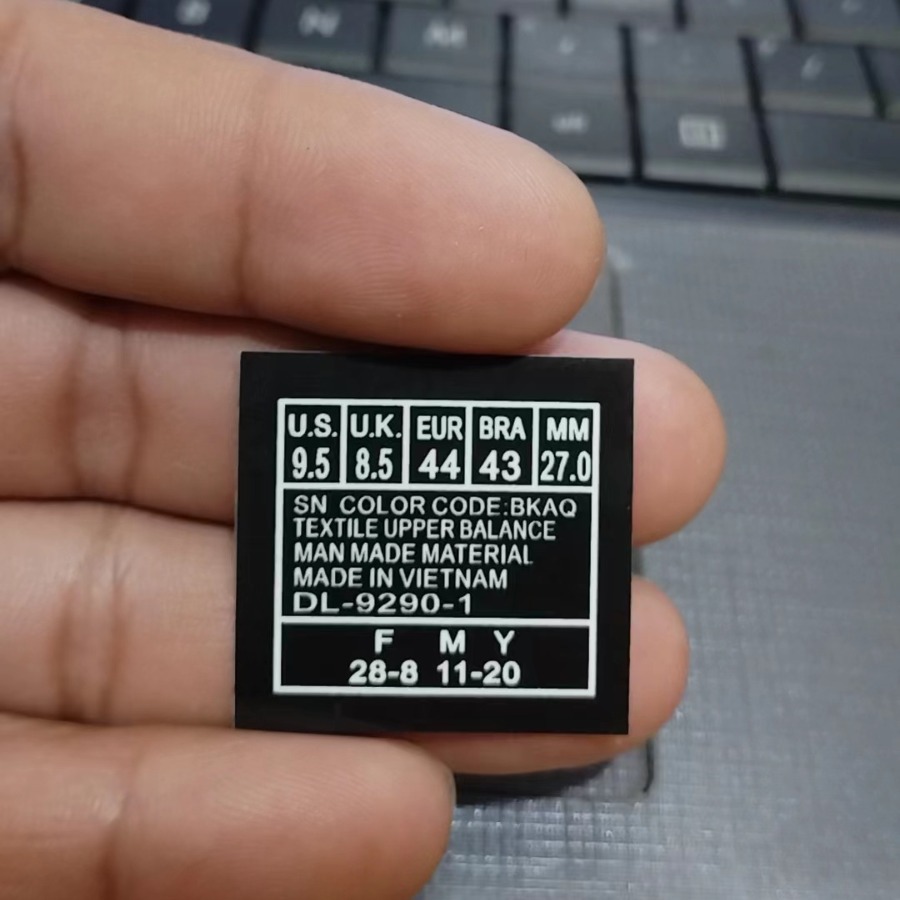 U.S. U.K. EUR BRA MM
9.5 8.5 44 43 27.0
SN COLOR CODE:BKAQ
TEXTILE UPPER BALANCE
MAN MADE MATERIAL
MADE IN VIETNAM
DL-9290-1
F M Y
28-8 11-20